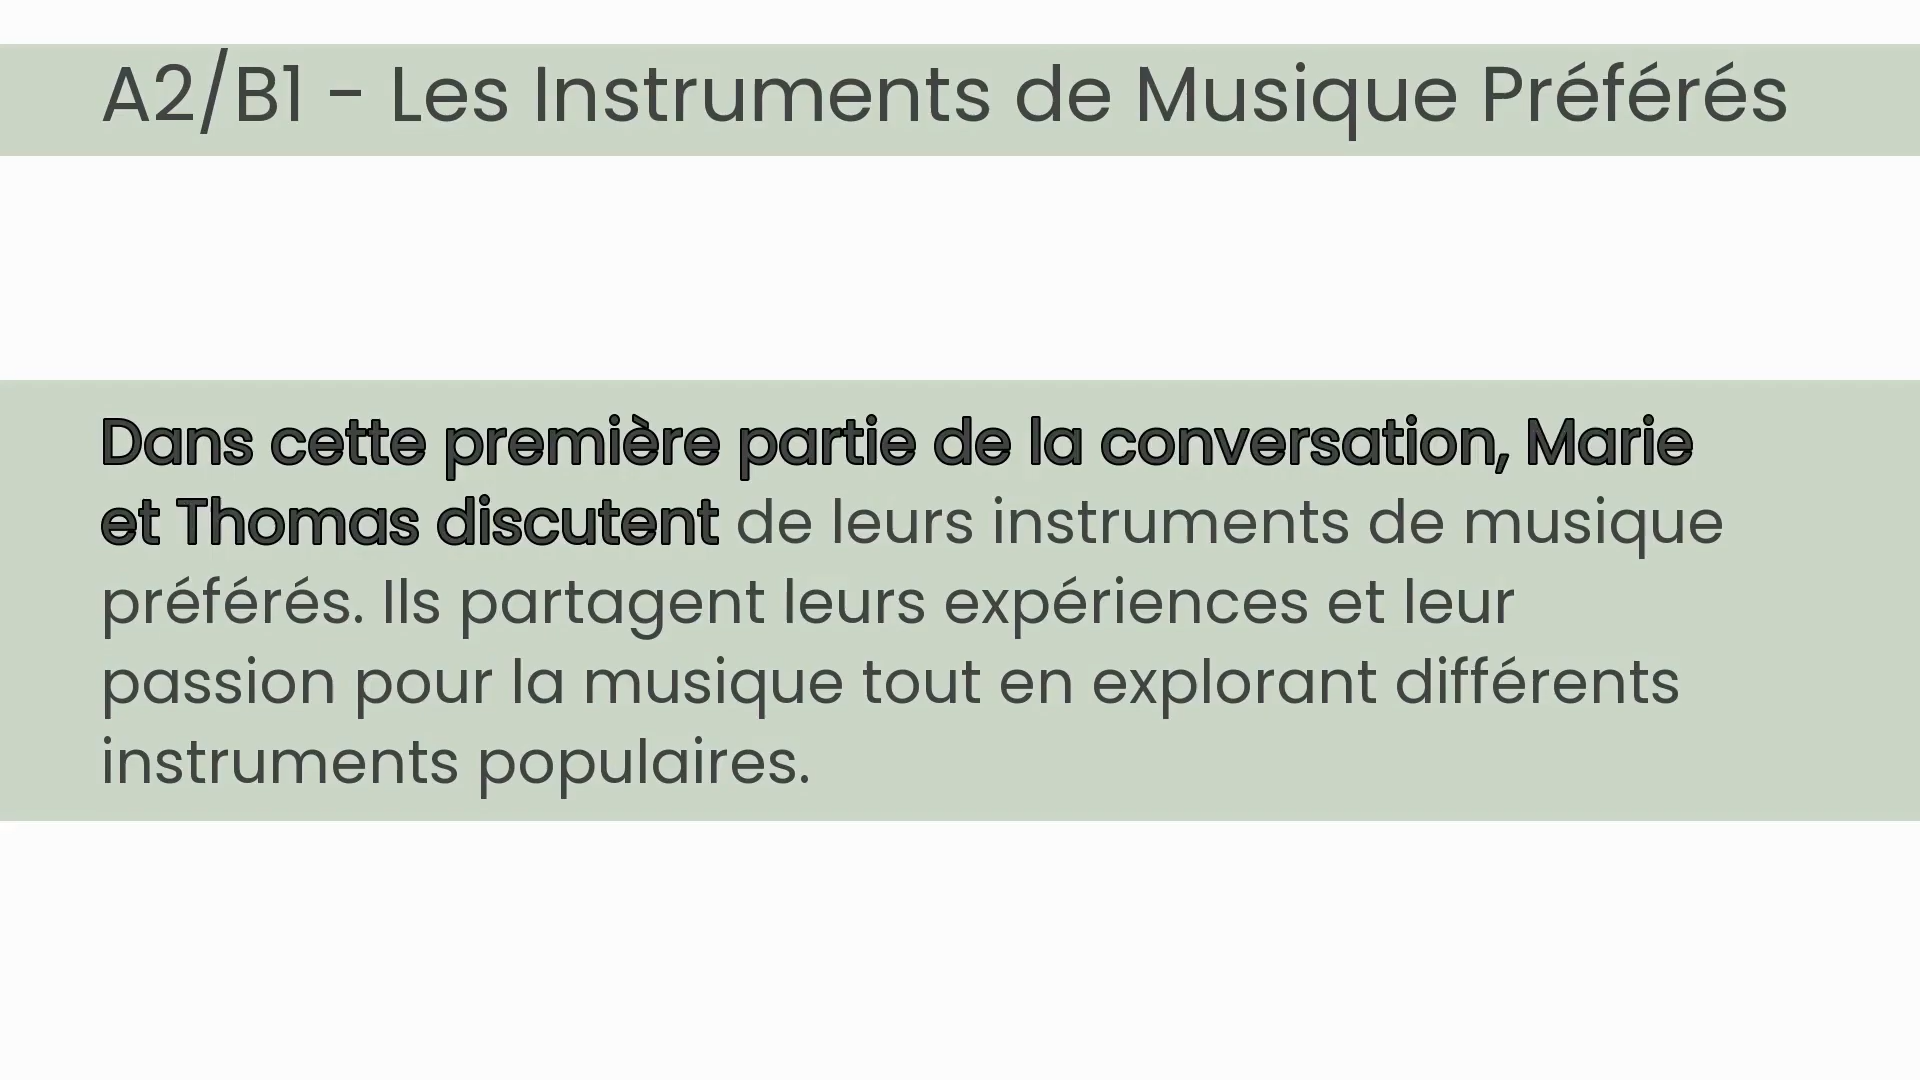 A2/B1 - Les Instruments de Musique Préférés
Dans cette première partie de la conversation, Marie
et Thomas discutent de leurs instruments de musique
préférés. Ils partagent leurs expériences et leur
passion pour la musique tout en explorant différents
instruments populaires.